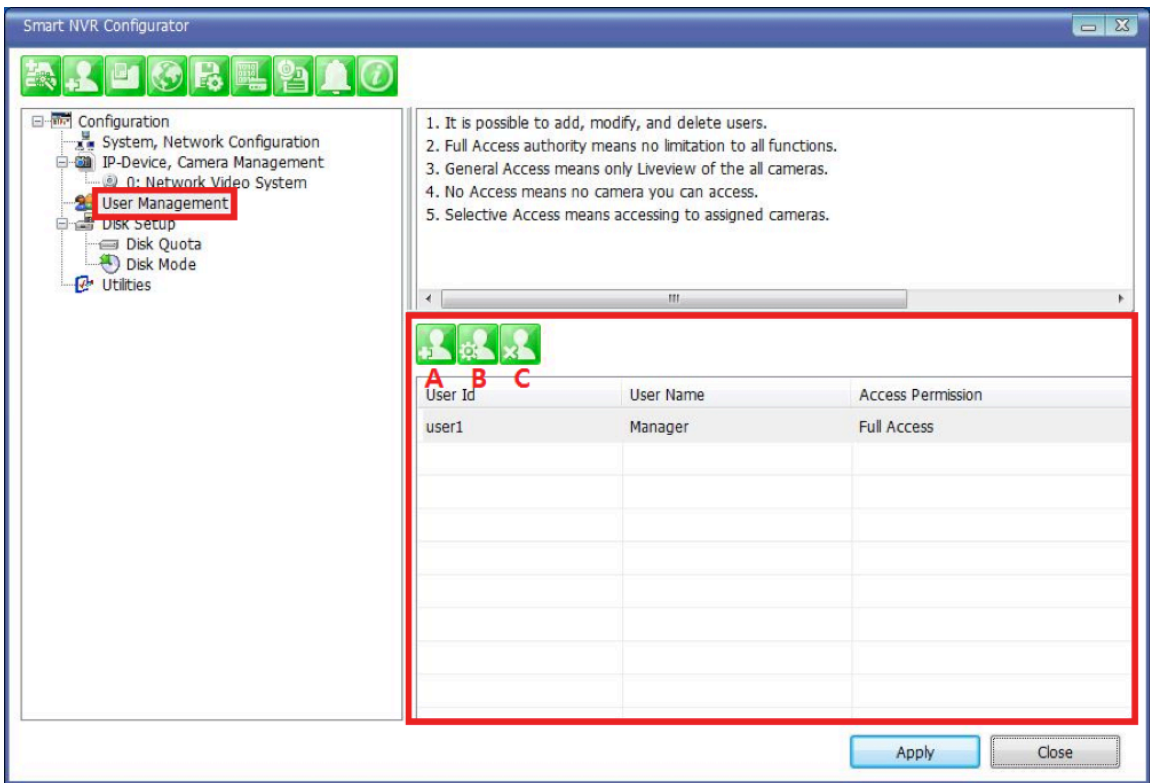 Smart NVR Configurator
Configuration
System, Network Configuration
IP-Device, Camera Management
0: Network Video System
User Management
Disk Setup
Disk Quota
Disk Mode
Utilities
1. It is possible to add, modify, and delete users.
2. Full Access authority means no limitation to all functions.
3. General Access means only Liveview of the all cameras.
4. No Access means no camera you can access.
5. Selective Access means accessing to assigned cameras.
A B C
User Id User Name Access Permission
user1 Manager Full Access
Apply Close